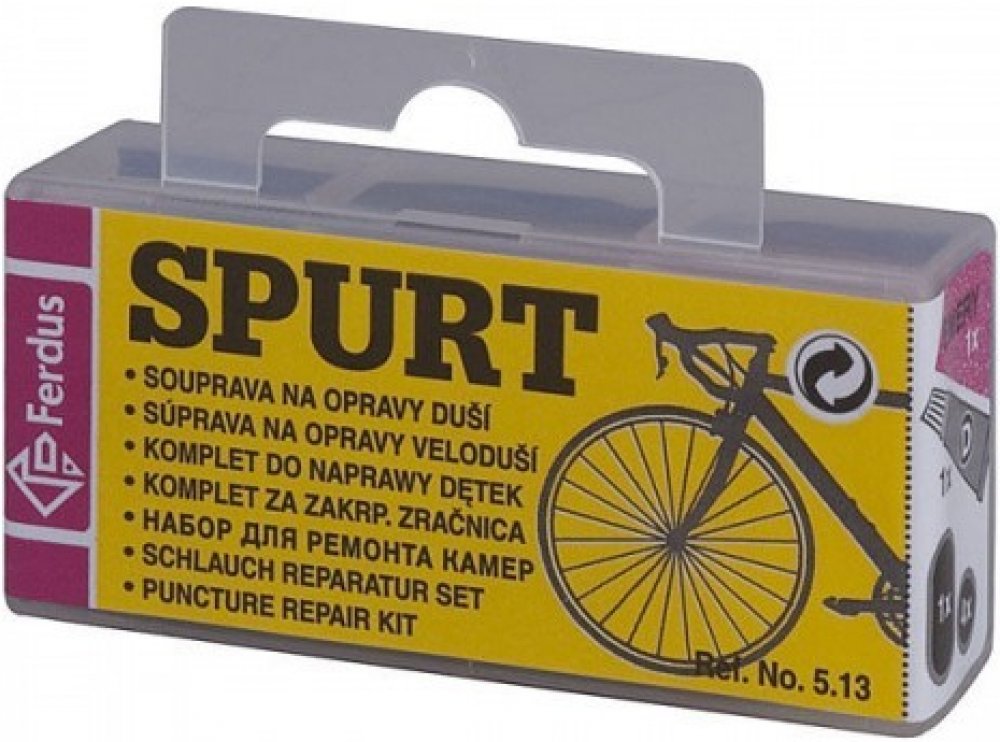 Ferdus
SPURT
• SOUPRAVA NA OPRAVY DUŠÍ
• SÚPRAVA NA OPRAVY VELODUŠÍ
• KOMPLET DO NAPRAWY DĘTEK
• KOMPLET ZA ZAKRP. ZRAČNICA
• НАБОР ДЛЯ РЕМОНТА КАМЕР
• SCHLAUCH REPARATUR SET
• PUNCTURE REPAIR KIT
Ref. No. 5.13
1x
1x
1x